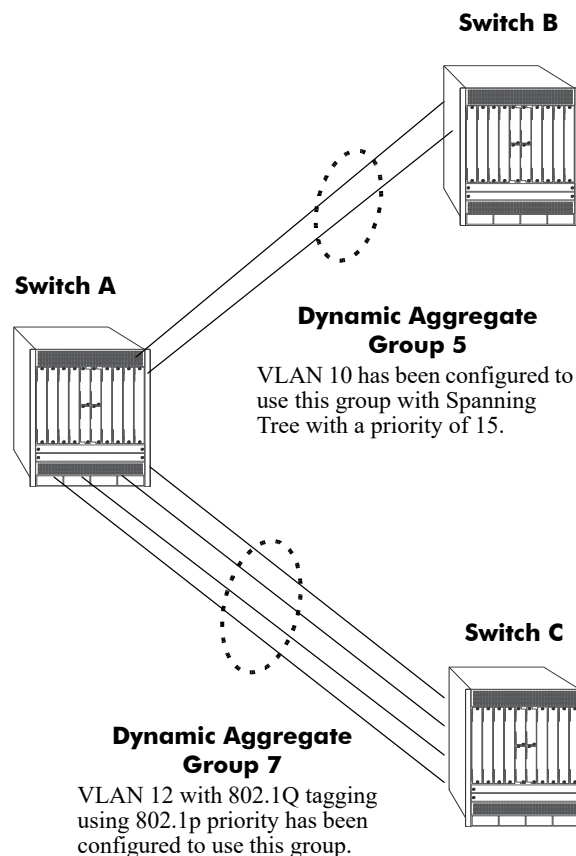 Switch B
Switch A
Dynamic Aggregate
Group 5
VLAN 10 has been configured to
use this group with Spanning
Tree with a priority of 15.
Switch C
Dynamic Aggregate
Group 7
VLAN 12 with 802.1Q tagging
using 802.1p priority has been
configured to use this group.